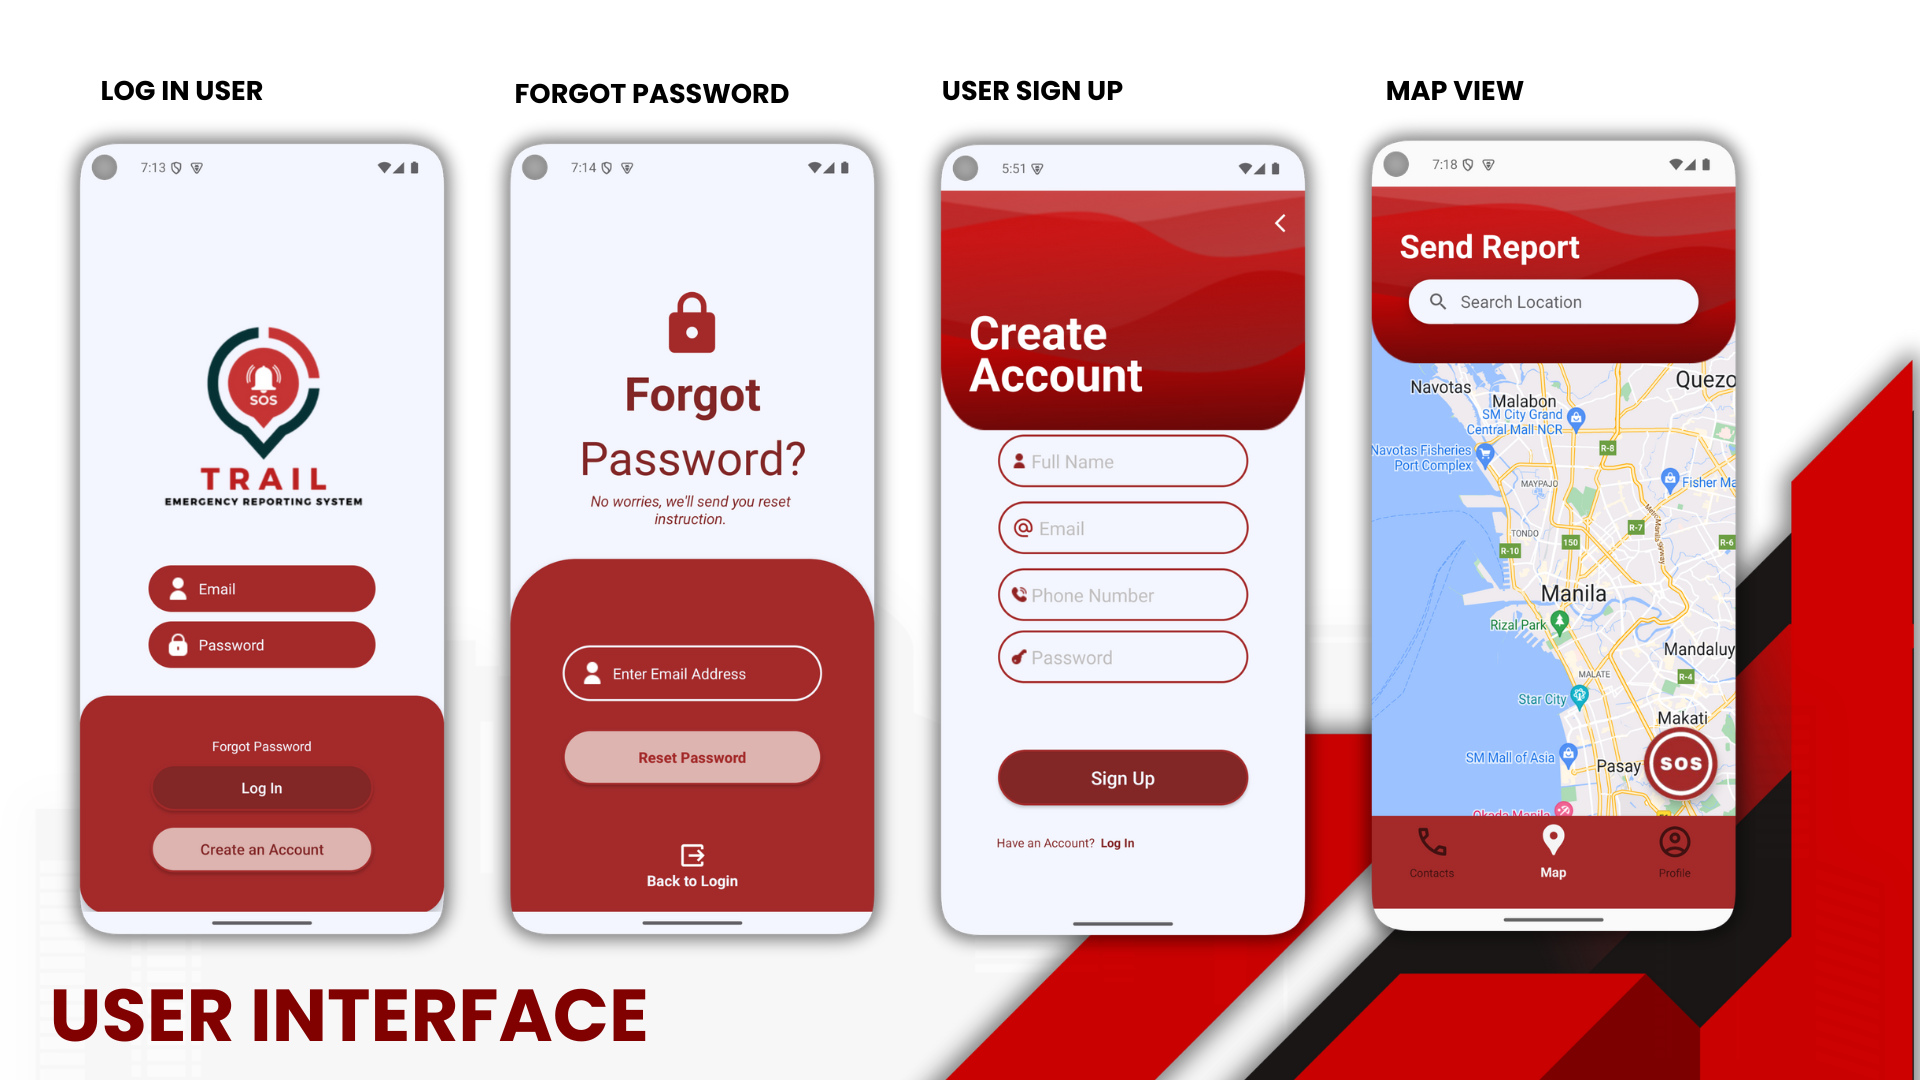 LOG IN USER
FORGOT PASSWORD
USER SIGN UP
MAP VIEW
7:13
SOS
TRAIL
EMERGENCY REPORTING SYSTEM
Email
Password
Forgot Password
Log In
Create an Account
7:14
Forgot
Password?
No worries, we'll send you reset
instruction.
Enter Email Address
Reset Password
Back to Login
5:51
Create
Account
Full Name
Email
Phone Number
Password
Sign Up
Have an Account? Log In
7:18
Send Report
Search Location
Navotas
Quezo
Malabon
SM City Grand
Central Mall NCR
R-8
Navotas Fisheries
Port Complex
MAYPAJO
Fisher Ma
TONDO
R-7
R-10
150
R-6
Manila
Rizal Park
Mandaluy
MALATE
R-4
Star City
Makati
SM Mall of Asia
Pasay
SOS
Okada Manila
Contacts
Map
Profile
USER INTERFACE